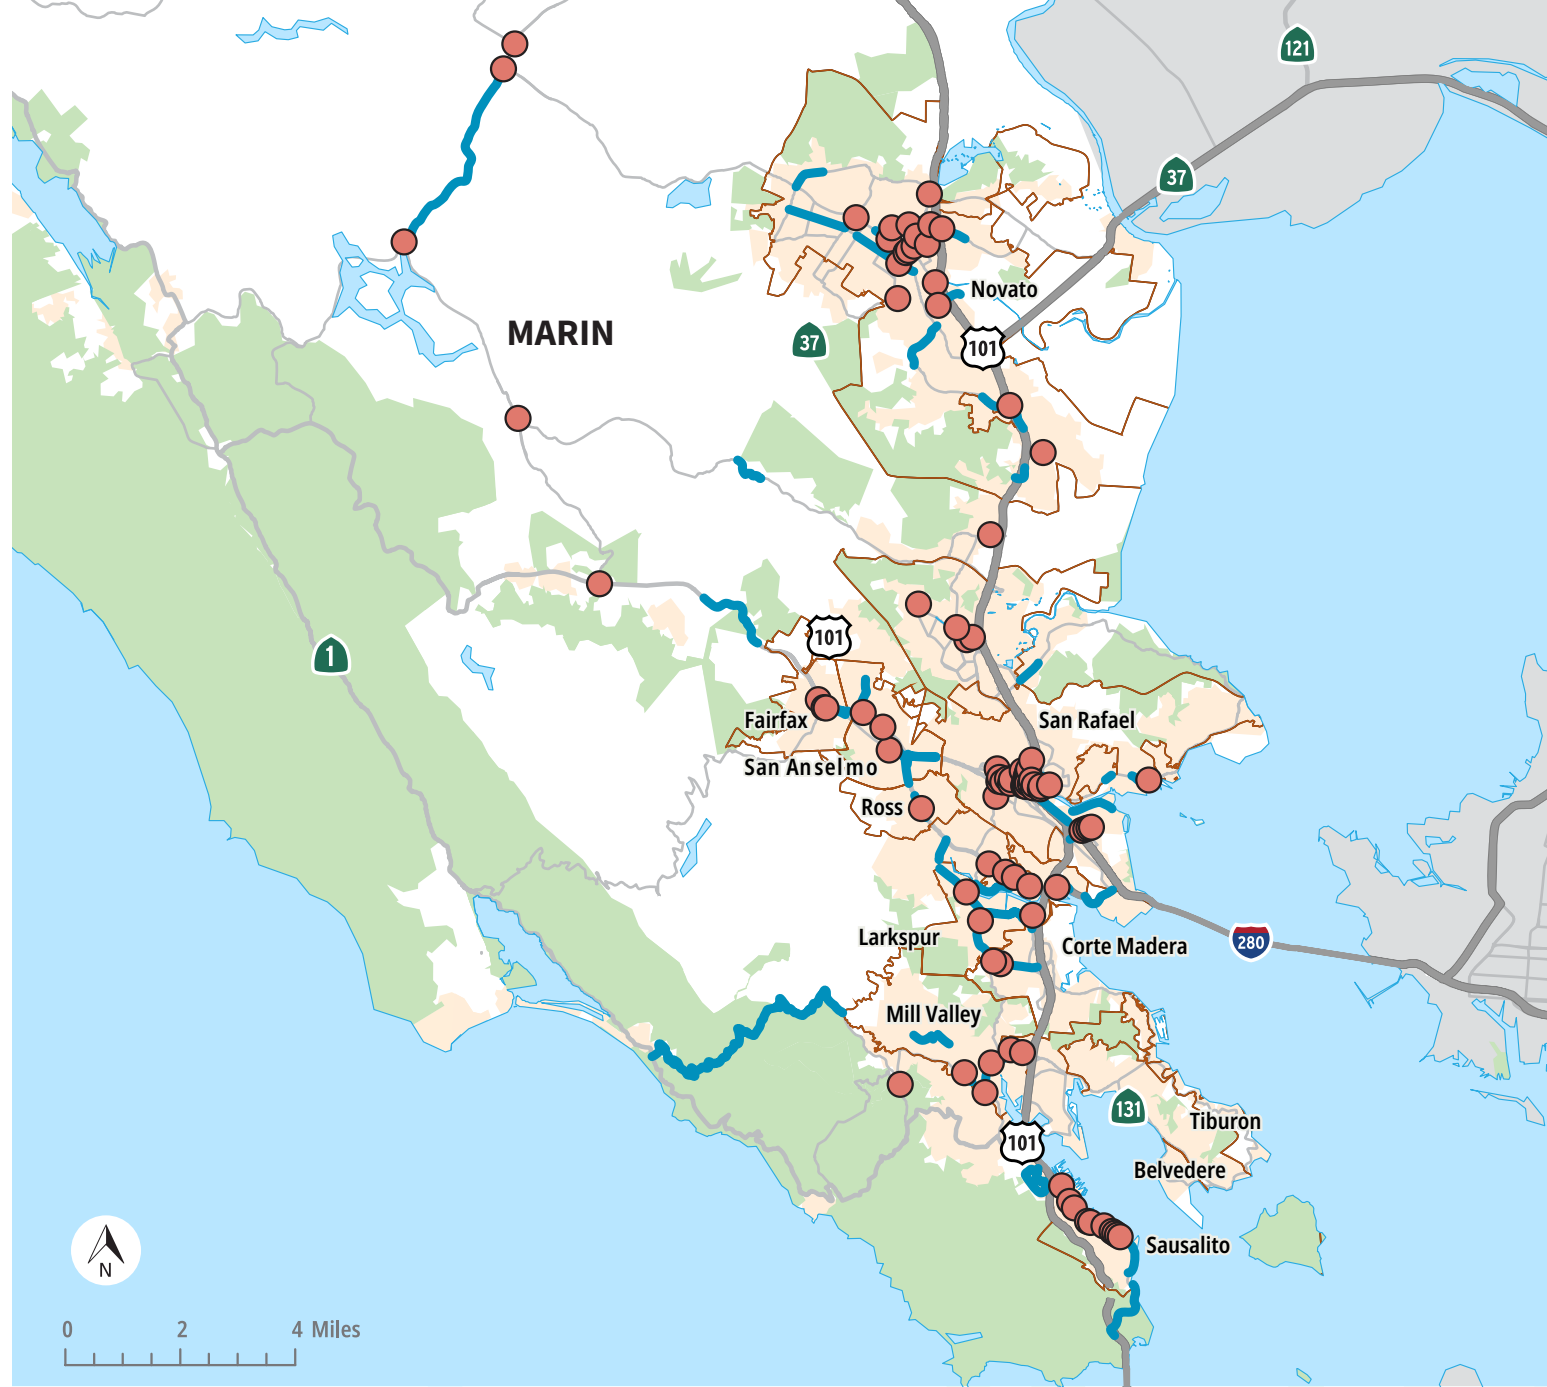 121
37
Novato
MARIN
37
101
101
1
Fairfax
San Rafael
San Anselmo
Ross
Larkspur
Corte Madera
280
Mill Valley
131
Tiburon
101
Belvedere
Sausalito
N
0 2 4 Miles